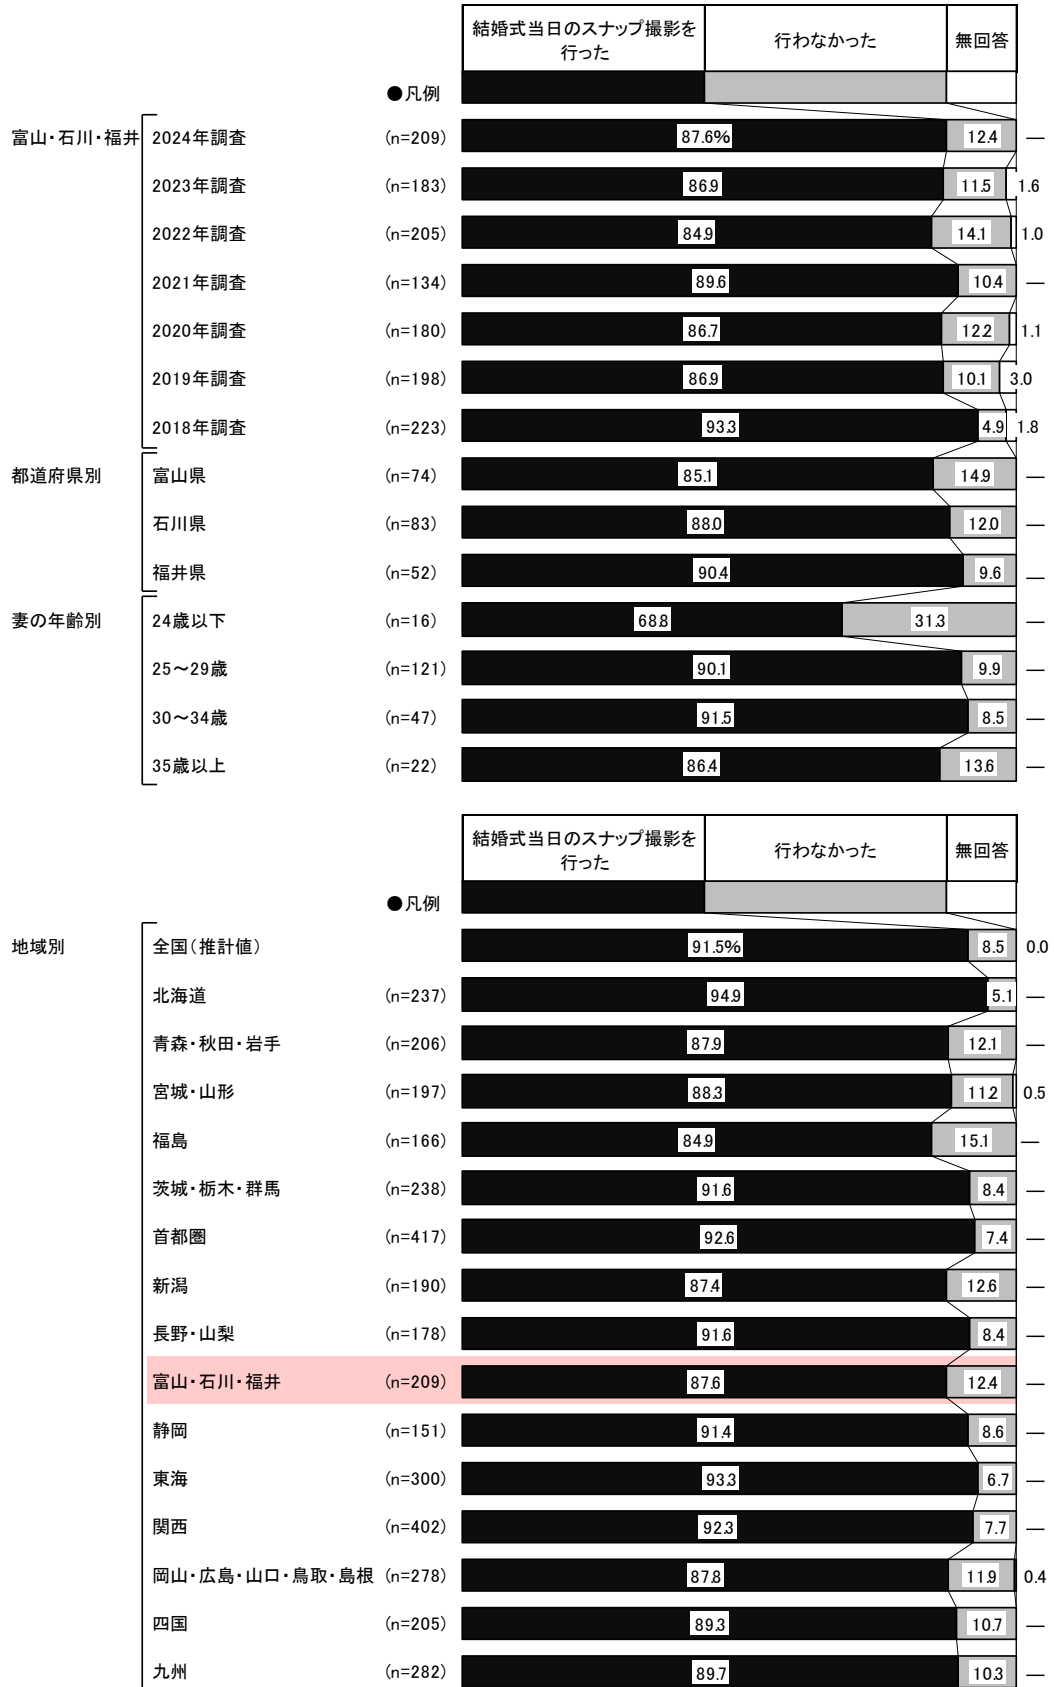 結婚式当日のスナップ撮影を
行った 行わなかった 無回答
●凡例
富山・石川・福井 2024年調査 (n=209) 87.6% 12.4 —
2023年調査 (n=183) 86.9 11.5 1.6
2022年調査 (n=205) 84.9 14.1 1.0
2021年調査 (n=134) 89.6 10.4 —
2020年調査 (n=180) 86.7 12.2 1.1
2019年調査 (n=198) 86.9 10.1 3.0
2018年調査 (n=223) 93.3 4.9 1.8
都道府県別 富山県 (n=74) 85.1 14.9 —
石川県 (n=83) 88.0 12.0 —
福井県 (n=52) 90.4 9.6 —
妻の年齢別 24歳以下 (n=16) 68.8 31.3 —
25～29歳 (n=121) 90.1 9.9 —
30～34歳 (n=47) 91.5 8.5 —
35歳以上 (n=22) 86.4 13.6 —
結婚式当日のスナップ撮影を
行った 行わなかった 無回答
●凡例
地域別 全国(推計値) 91.5% 8.5 0.0
北海道 (n=237) 94.9 5.1 —
青森・秋田・岩手 (n=206) 87.9 12.1 —
宮城・山形 (n=197) 88.3 11.2 0.5
福島 (n=166) 84.9 15.1 —
茨城・栃木・群馬 (n=238) 91.6 8.4 —
首都圏 (n=417) 92.6 7.4 —
新潟 (n=190) 87.4 12.6 —
長野・山梨 (n=178) 91.6 8.4 —
富山・石川・福井 (n=209) 87.6 12.4 —
静岡 (n=151) 91.4 8.6 —
東海 (n=300) 93.3 6.7 —
関西 (n=402) 92.3 7.7 —
岡山・広島・山口・鳥取・島根 (n=278) 87.8 11.9 0.4
四国 (n=205) 89.3 10.7 —
九州 (n=282) 89.7 10.3 —